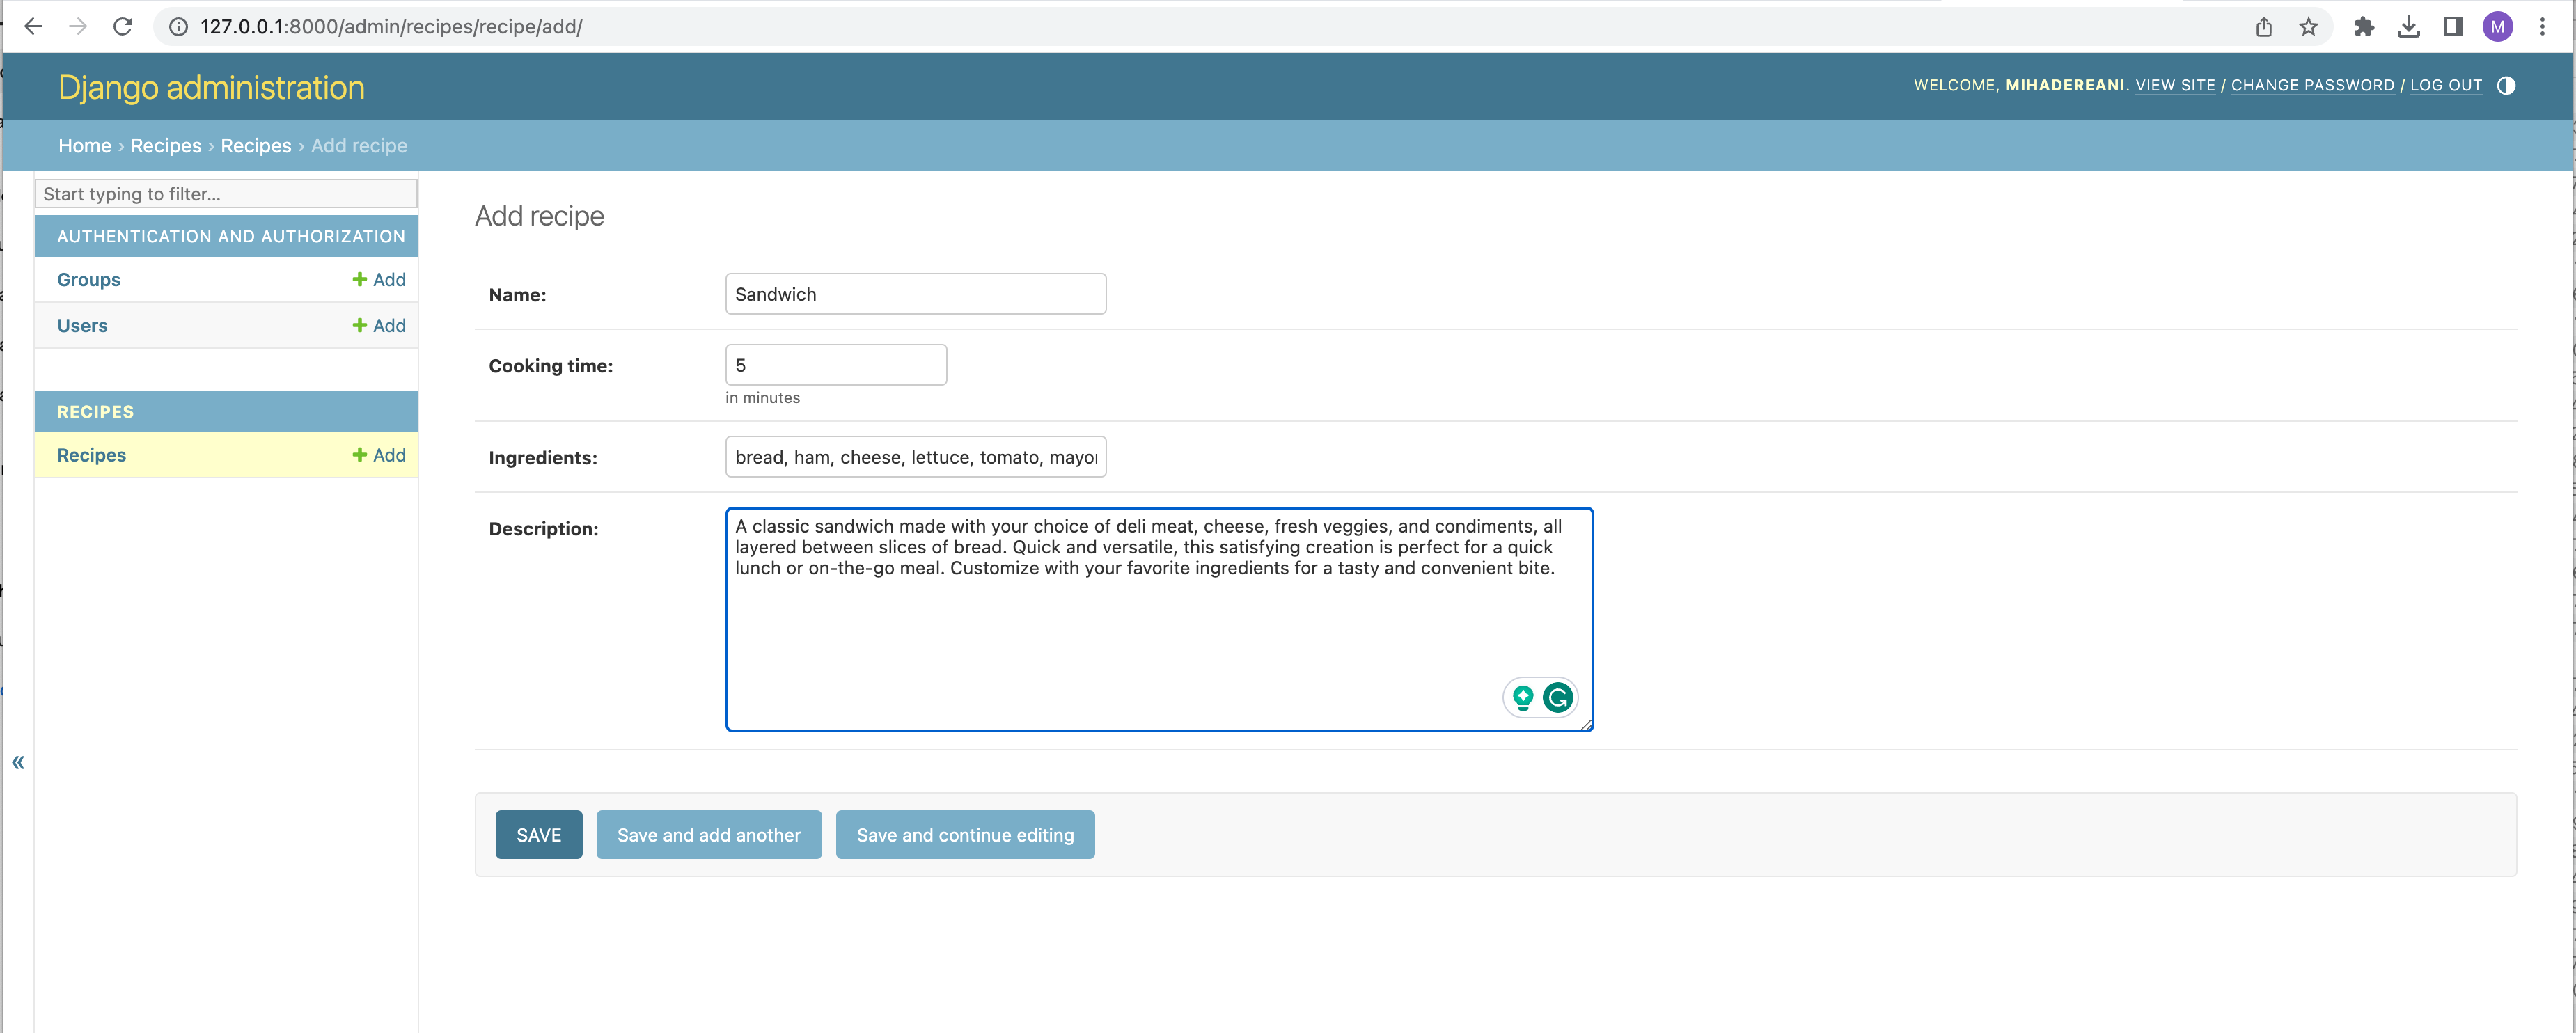 127.0.0.1:8000/admin/recipes/recipe/add/
M
Django administration
WELCOME, MIHADEREANI. VIEW SITE / CHANGE PASSWORD / LOG OUT
Home › Recipes › Recipes › Add recipe
Start typing to filter...
AUTHENTICATION AND AUTHORIZATION
Groups + Add
Users + Add
RECIPES
Recipes + Add
«
Add recipe
Name: Sandwich
Cooking time: 5
in minutes
Ingredients: bread, ham, cheese, lettuce, tomato,
Description: A classic sandwich made with your choice of deli meat, cheese, fresh veggies, and condiments, all
layered between slices of bread. Quick and versatile, this satisfying creation is perfect for a quick
lunch or on-the-go meal. Customize with your favorite ingredients for a tasty and convenient bite.
SAVE Save and add another Save and continue editing